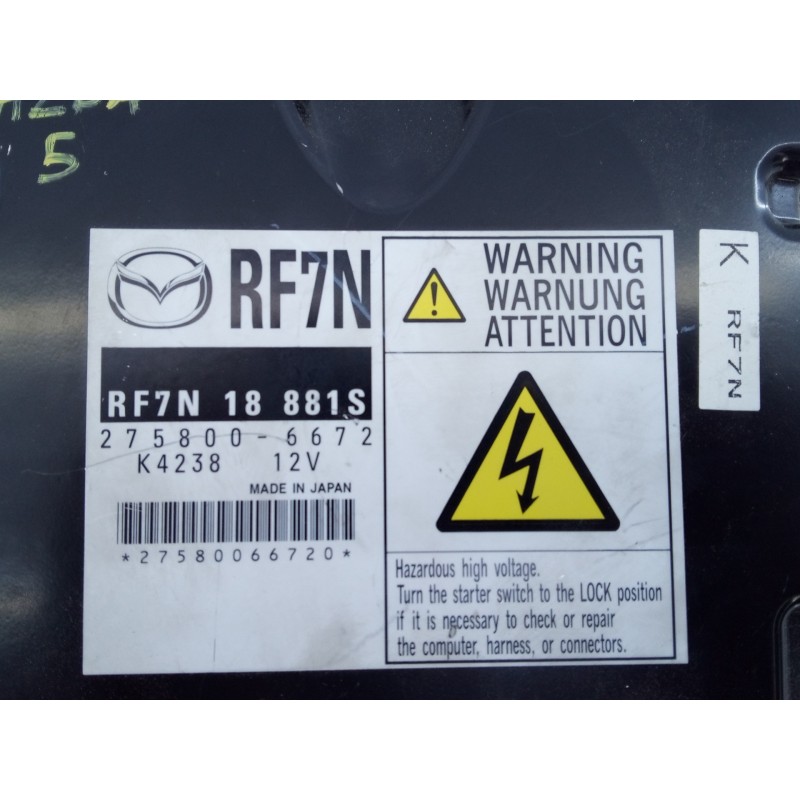 5
RF7N
RF7N 18 881S
275800-6672
K4238 12V
MADE IN JAPAN
*27580066720*
WARNING
WARNUNG
ATTENTION
Hazardous high voltage.
Turn the starter switch to the LOCK position
if it is necessary to check or repair
the computer, harness, or connectors.
K RF7N